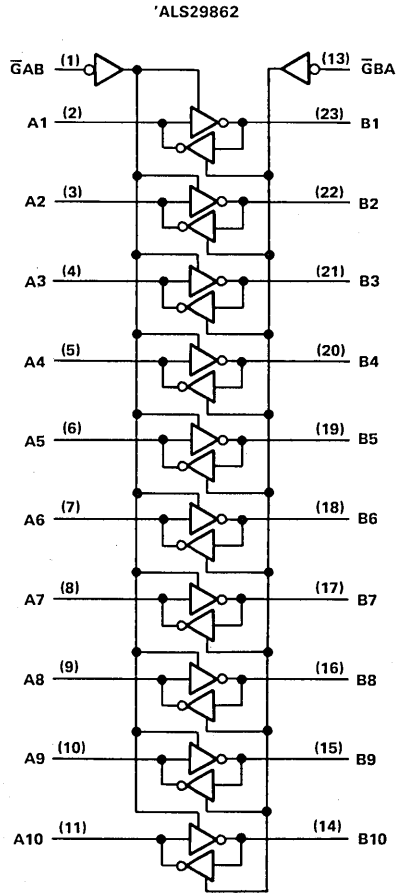 'ALS29862
G̅AB (1) (13) G̅BA
A1 (2) (23) B1
A2 (3) (22) B2
A3 (4) (21) B3
A4 (5) (20) B4
A5 (6) (19) B5
A6 (7) (18) B6
A7 (8) (17) B7
A8 (9) (16) B8
A9 (10) (15) B9
A10 (11) (14) B10